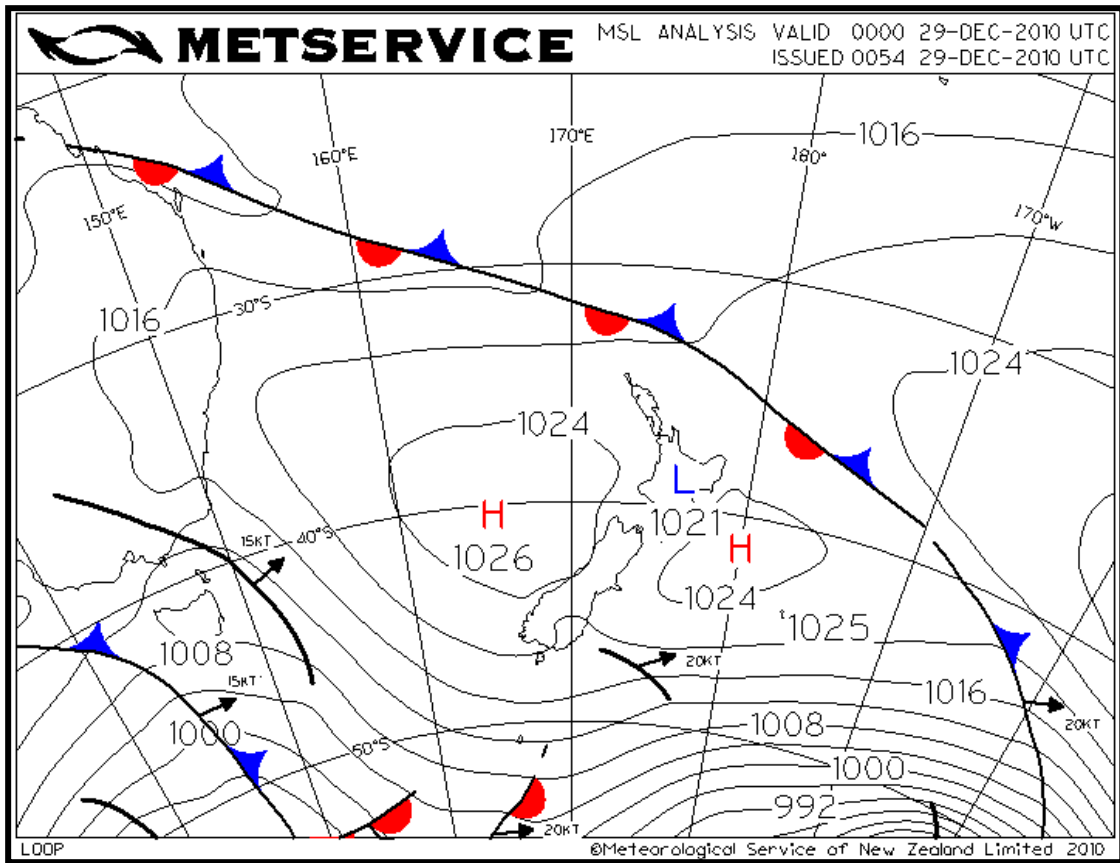 METSERVICE
MSL ANALYSIS VALID 0000 29-DEC-2010 UTC
ISSUED 0054 29-DEC-2010 UTC
1016
170°E
160°E
180°
150°E
170°W
30°S
1016
1024
1024
L
H
1021
15KT
40°S
H
1026
1024
1025
1008
20KT
15KT
1016
1008
20KT
1000
50°S
1000
992
20KT
LOOP
©Meteorological Service of New Zealand Limited 2010